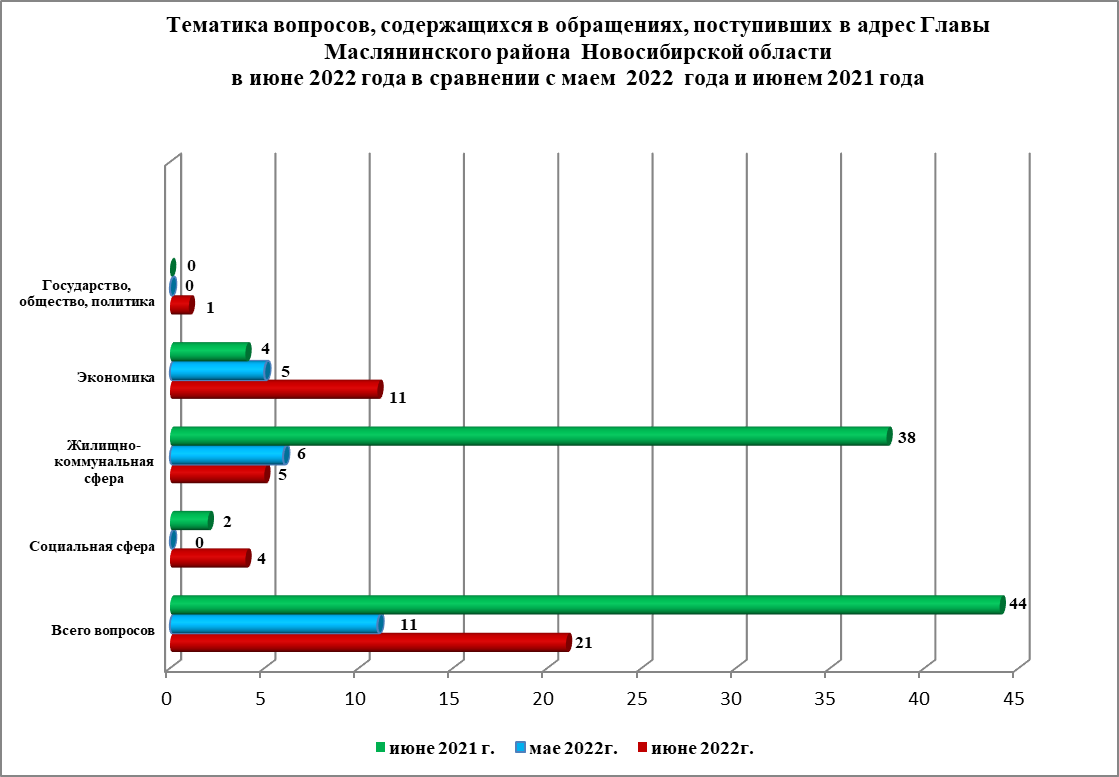 Тематика вопросов, содержащихся в обращениях, поступивших в адрес Главы
Маслянинского района Новосибирской области
в июне 2022 года в сравнении с маем 2022 года и июнем 2021 года
Государство,
общество, политика
0
0
1
Экономика
4
5
11
Жилищно-
коммунальная
сфера
38
6
5
Социальная сфера
2
0
4
Всего вопросов
44
11
21
0 5 10 15 20 25 30 35 40 45
июне 2021 г. мае 2022г. июне 2022г.